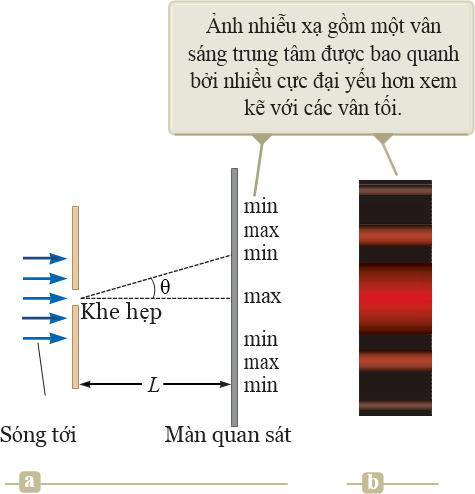 Ảnh nhiễu xạ gồm một vân
sáng trung tâm được bao quanh
bởi nhiều cực đại yếu hơn xem
kẽ với các vân tối.
min
max
min
θ
max
Khe hẹp
min
max
L
min
Sóng tới
Màn quan sát
a
b